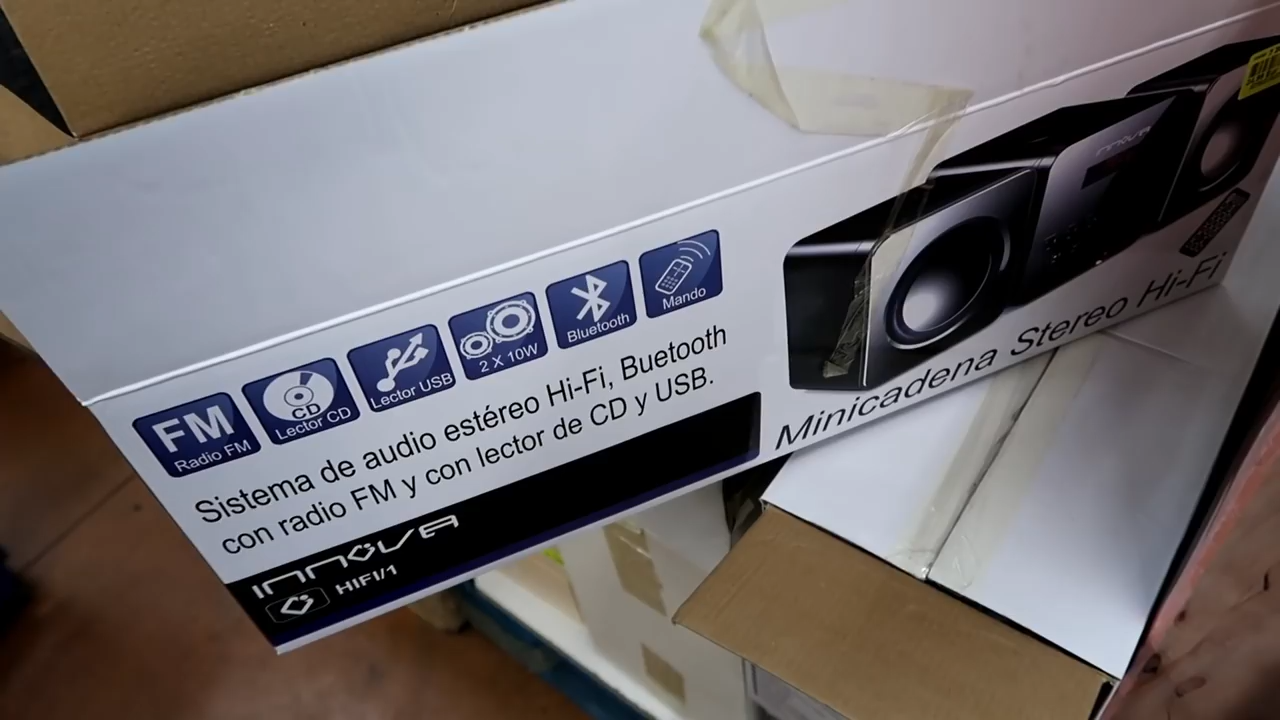 FM
Radio FM
CD
Lector CD
Lector USB
2 X 10W
Bluetooth
Mando
Sistema de audio estéreo Hi-Fi, Buetooth
con radio FM y con lector de CD y USB.
INNOVA
HIFI/1
INNOVA
Minicadena Stereo Hi-Fi